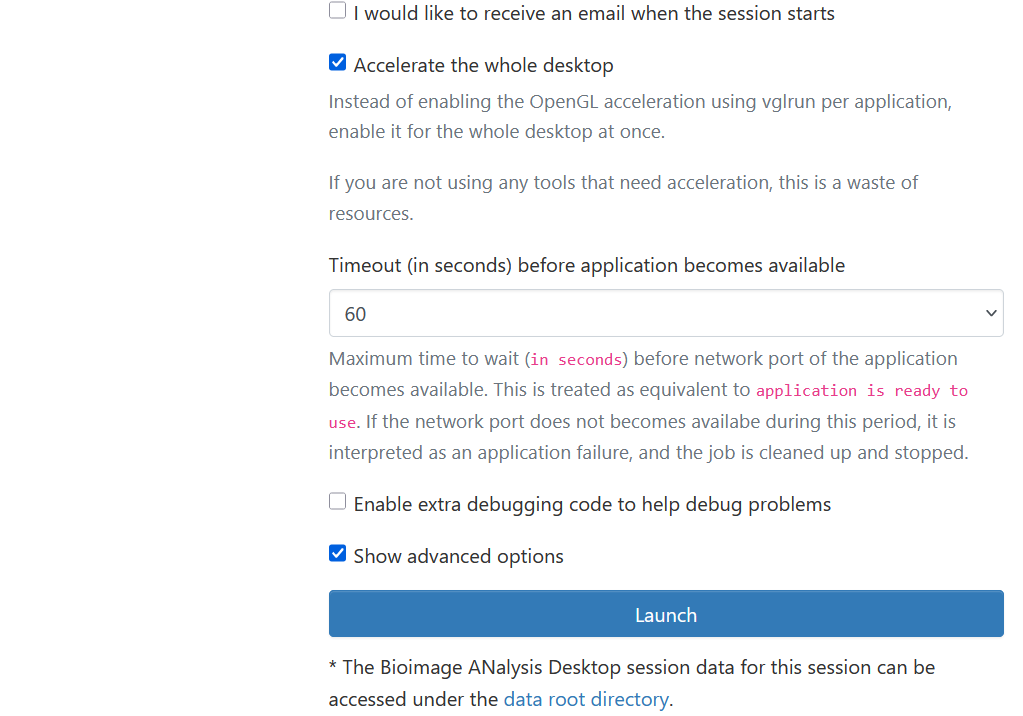 I would like to receive an email when the session starts
Accelerate the whole desktop
Instead of enabling the OpenGL acceleration using vglrun per application,
enable it for the whole desktop at once.
If you are not using any tools that need acceleration, this is a waste of
resources.
Timeout (in seconds) before application becomes available
60
Maximum time to wait (in seconds) before network port of the application
becomes available. This is treated as equivalent to application is ready to
use. If the network port does not becomes availabe during this period, it is
interpreted as an application failure, and the job is cleaned up and stopped.
Enable extra debugging code to help debug problems
Show advanced options
Launch
* The Bioimage ANalysis Desktop session data for this session can be
accessed under the data root directory.